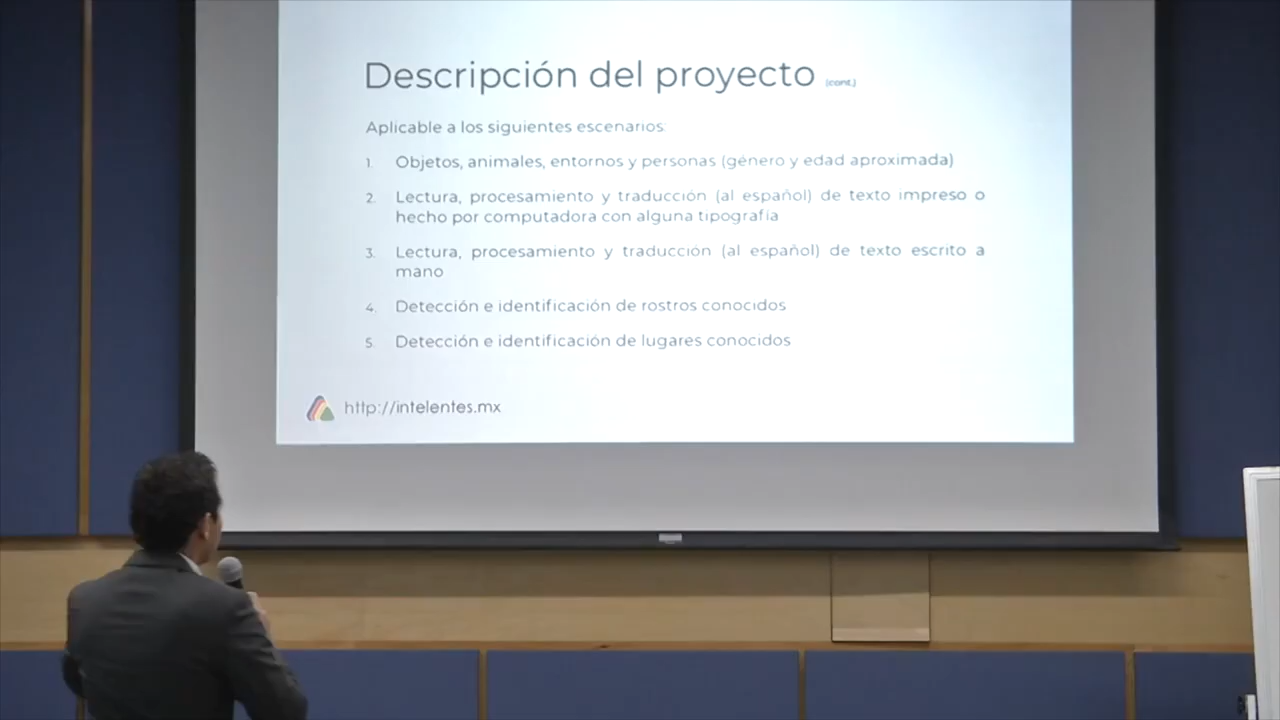 Descripción del proyecto (cont.)
Aplicable a los siguientes escenarios:
1. Objetos, animales, entornos y personas (género y edad aproximada)
2. Lectura, procesamiento y traducción (al español) de texto impreso o
hecho por computadora con alguna tipografía
3. Lectura, procesamiento y traducción (al español) de texto escrito a
mano
4. Detección e identificación de rostros conocidos
5. Detección e identificación de lugares conocidos
http://intelentes.mx